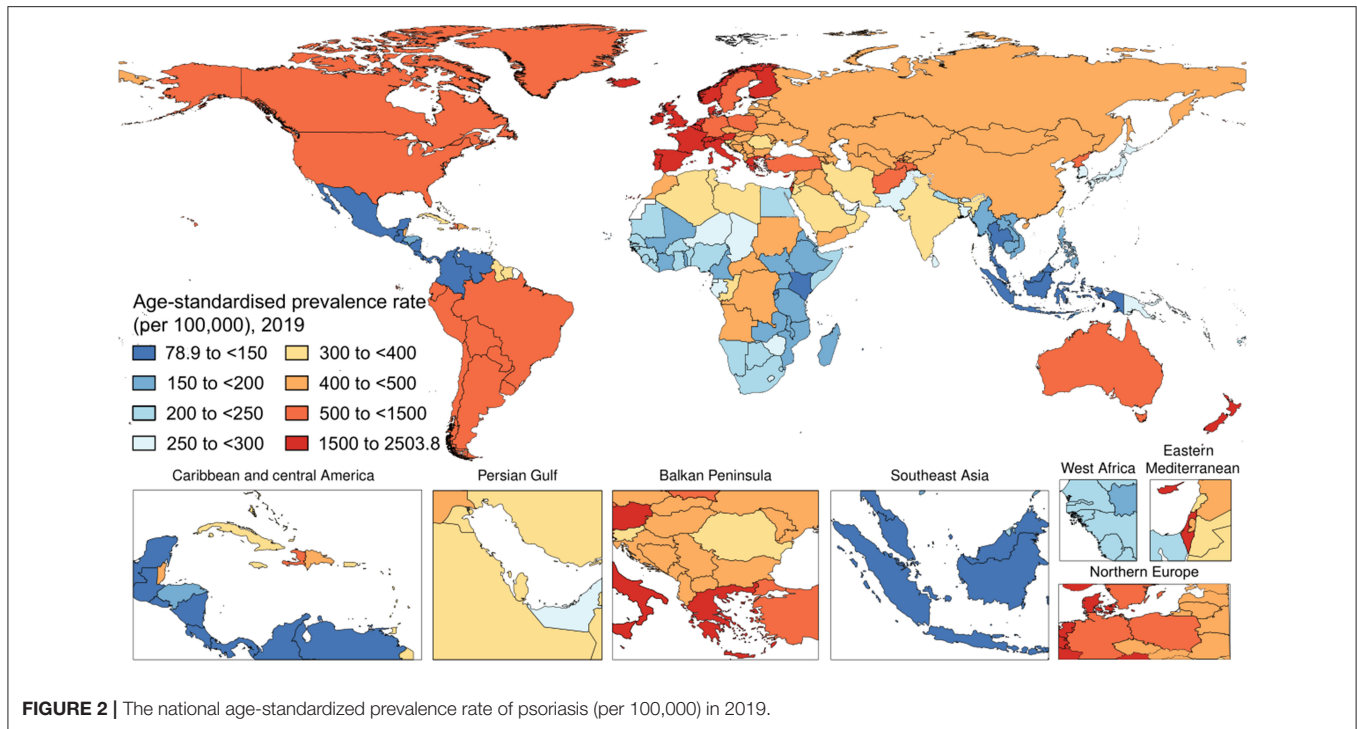 Age-standardised prevalence rate
(per 100,000), 2019
78.9 to <150
150 to <200
200 to <250
250 to <300
300 to <400
400 to <500
500 to <1500
1500 to 2503.8
Caribbean and central America
Persian Gulf
Balkan Peninsula
Southeast Asia
West Africa
Eastern
Mediterranean
Northern Europe
FIGURE 2 | The national age-standardized prevalence rate of psoriasis (per 100,000) in 2019.